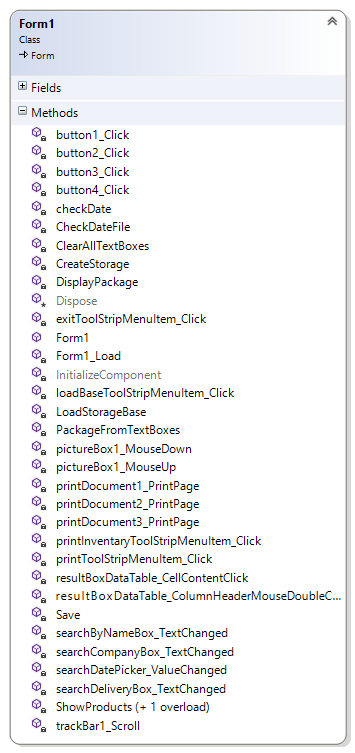 Form1
Class
Form
Fields
Methods
button1_Click
button2_Click
button3_Click
button4_Click
checkDate
CheckDateFile
ClearAllTextBoxes
CreateStorage
DisplayPackage
Dispose
exitToolStripMenuItem_Click
Form1
Form1_Load
InitializeComponent
loadBaseToolStripMenuItem_Click
LoadStorageBase
PackageFromTextBoxes
pictureBox1_MouseDown
pictureBox1_MouseUp
printDocument1_PrintPage
printDocument2_PrintPage
printDocument3_PrintPage
printInventaryToolStripMenuItem_Click
printToolStripMenuItem_Click
resultBoxDataTable_CellContentClick
resultBoxDataTable_ColumnHeaderMouseDoubleC...
Save
searchByNameBox_TextChanged
searchCompanyBox_TextChanged
searchDatePicker_ValueChanged
searchDeliveryBox_TextChanged
ShowProducts (+ 1 overload)
trackBar1_Scroll